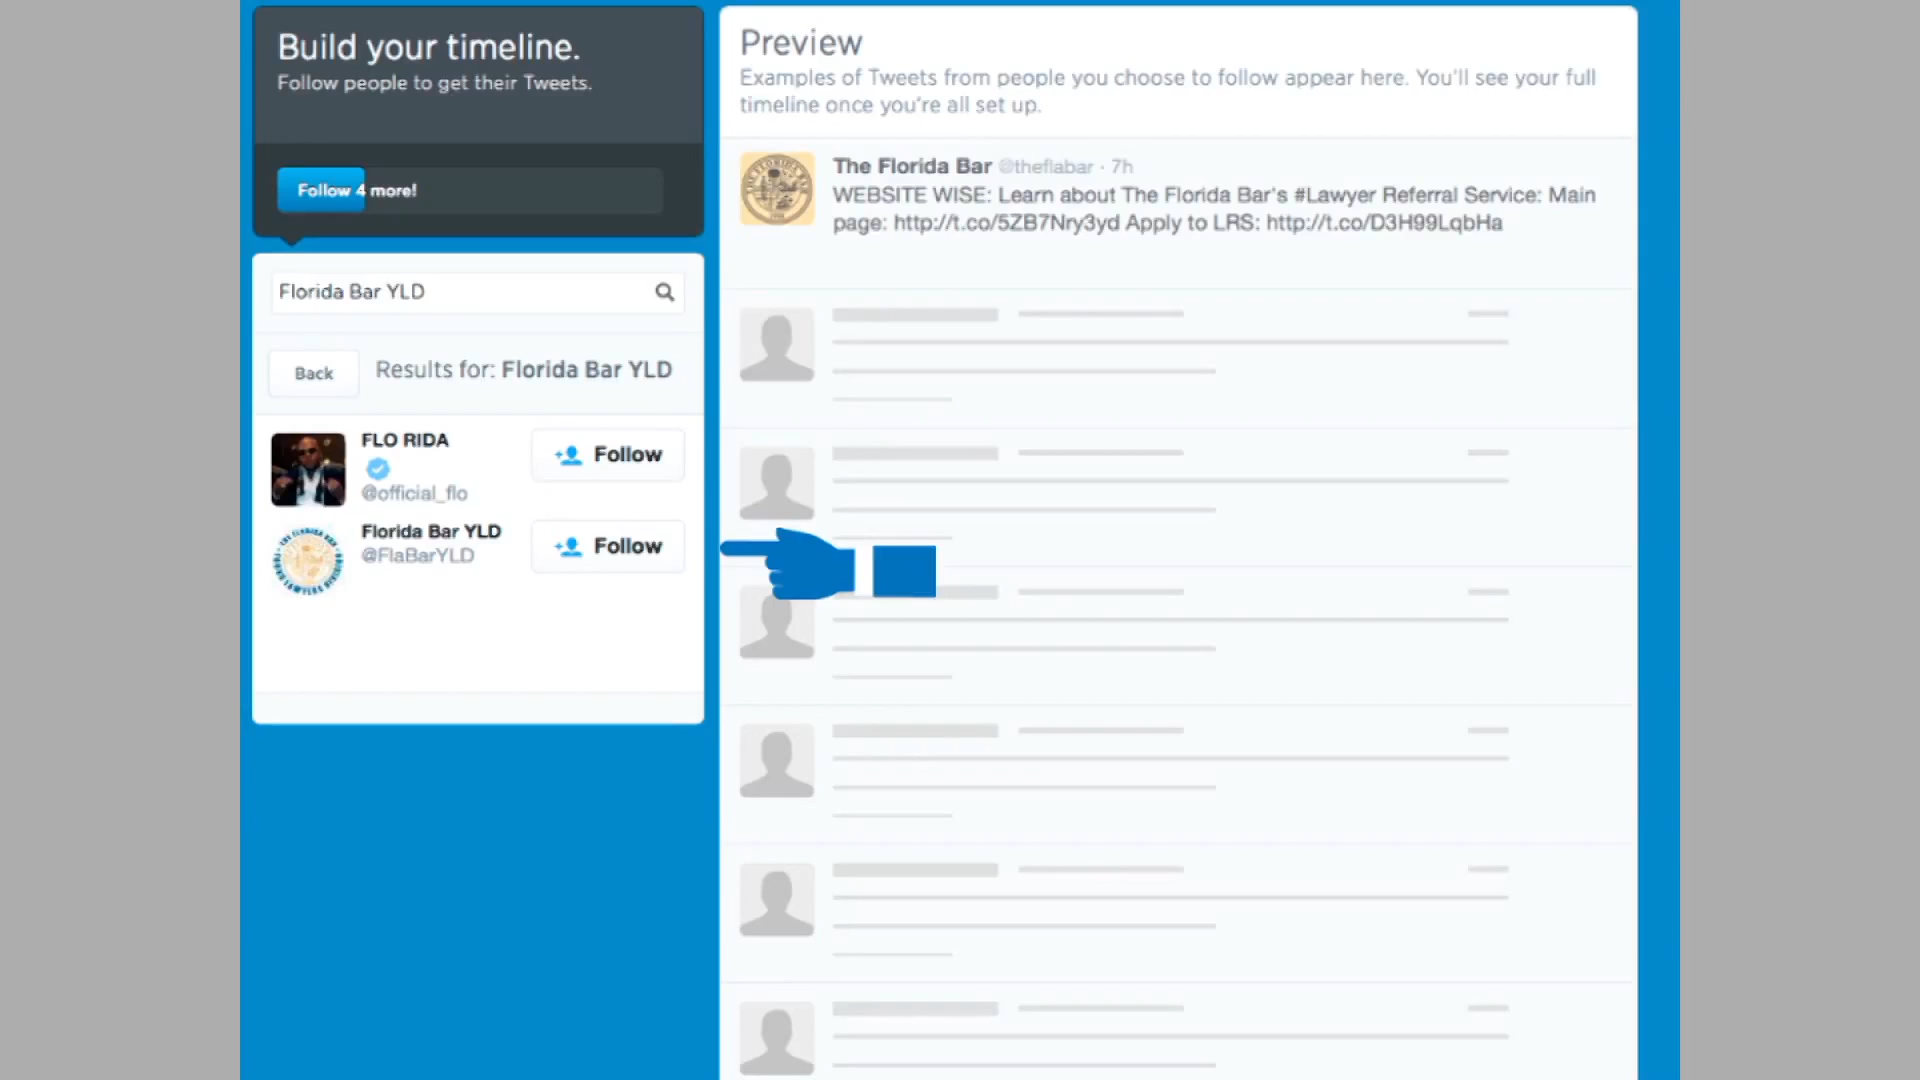 Build your timeline.
Follow people to get their Tweets.
Follow 4 more!
Florida Bar YLD
Back
Results for: Florida Bar YLD
FLO RIDA
@official_flo
Follow
Florida Bar YLD
@FlaBarYLD
Follow
Preview
Examples of Tweets from people you choose to follow appear here. You'll see your full
timeline once you're all set up.
The Florida Bar @theflabar · 7h
WEBSITE WISE: Learn about The Florida Bar's #Lawyer Referral Service: Main
page: http://t.co/5ZB7Nry3yd Apply to LRS: http://t.co/D3H99LqbHa
THE FLORIDA BAR